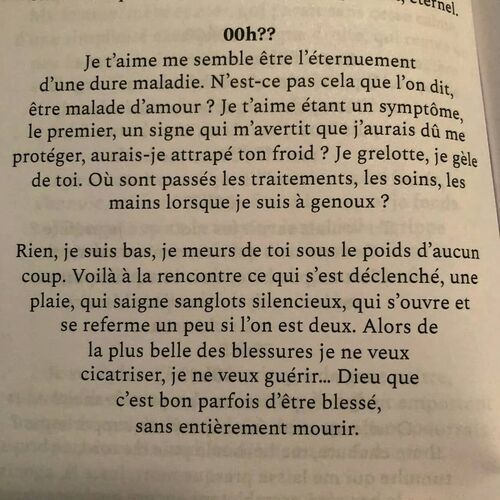 éternel.
00h??
Je t'aime me semble être l'éternuement
d'une dure maladie. N'est-ce pas cela que l'on dit,
être malade d'amour ? Je t'aime étant un symptôme,
le premier, un signe qui m'avertit que j'aurais dû me
protéger, aurais-je attrapé ton froid ? Je grelotte, je gèle
de toi. Où sont passés les traitements, les soins, les
mains lorsque je suis à genoux ?
Rien, je suis bas, je meurs de toi sous le poids d'aucun
coup. Voilà à la rencontre ce qui s'est déclenché, une
plaie, qui saigne sanglots silencieux, qui s'ouvre et
se referme un peu si l'on est deux. Alors de
la plus belle des blessures je ne veux
cicatriser, je ne veux guérir... Dieu que
c'est bon parfois d'être blessé,
sans entièrement mourir.